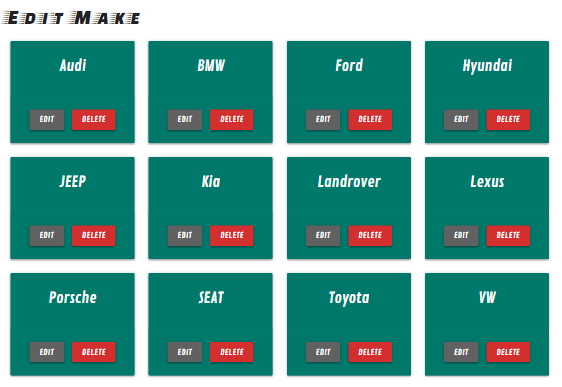 Edit Make
Audi BMW Ford Hyundai
EDIT DELETE EDIT DELETE EDIT DELETE EDIT DELETE
JEEP Kia Landrover Lexus
EDIT DELETE EDIT DELETE EDIT DELETE EDIT DELETE
Porsche SEAT Toyota VW
EDIT DELETE EDIT DELETE EDIT DELETE EDIT DELETE